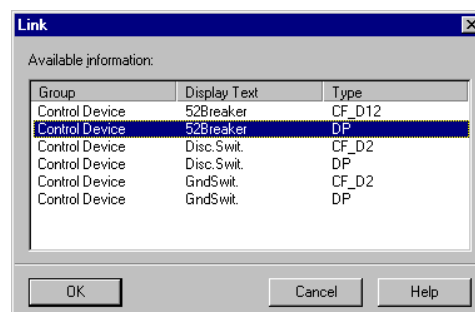 Link
Available information:
Group Display Text Type
Control Device 52Breaker CF_D12
Control Device 52Breaker DP
Control Device Disc.Swit. CF_D2
Control Device Disc.Swit. DP
Control Device GndSwit. CF_D2
Control Device GndSwit. DP
OK Cancel Help